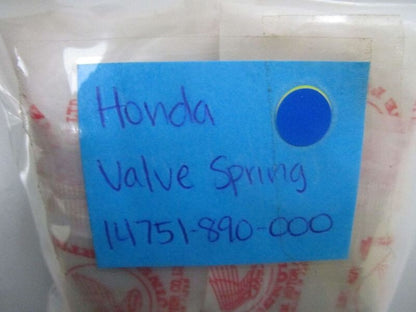 Honda
Valve Spring
14751-890-000